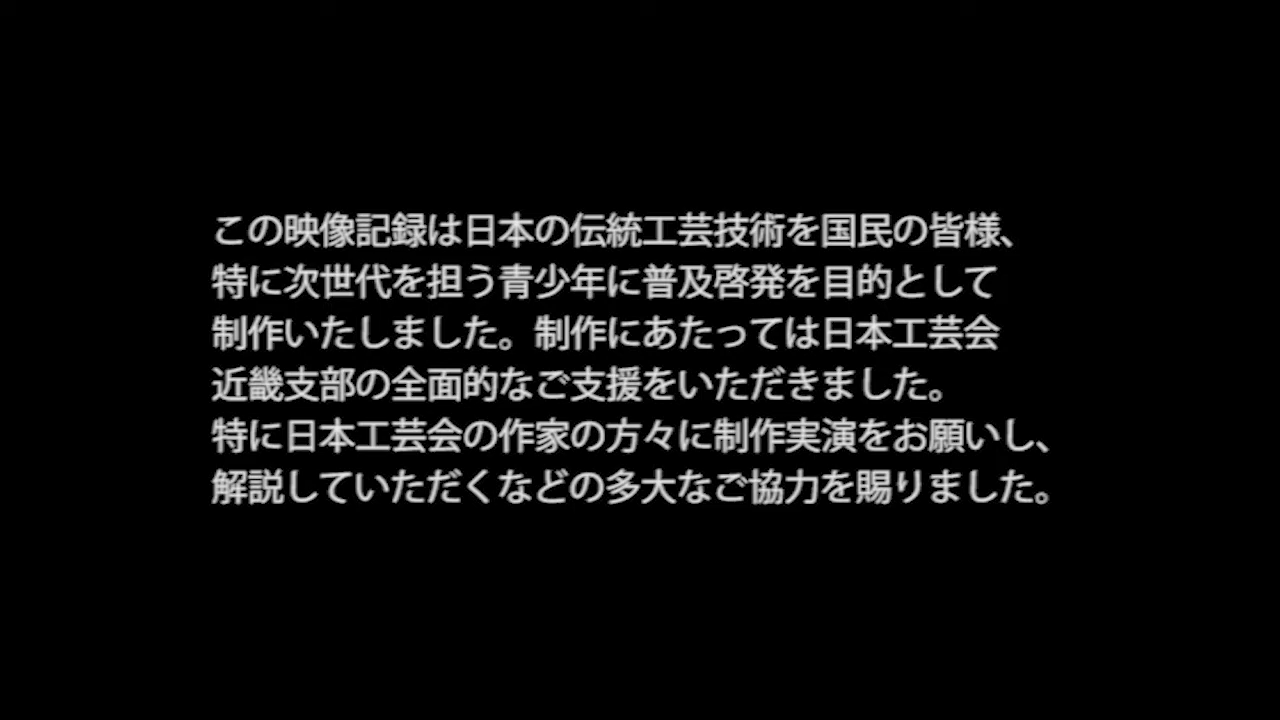 この映像記録は日本の伝統工芸技術を国民の皆様、
特に次世代を担う青少年に普及啓発を目的として
制作いたしました。制作にあたっては日本工芸会
近畿支部の全面的なご支援をいただきました。
特に日本工芸会の作家の方々に制作実演をお願いし、
解説していただくなどの多大なご協力を賜りました。